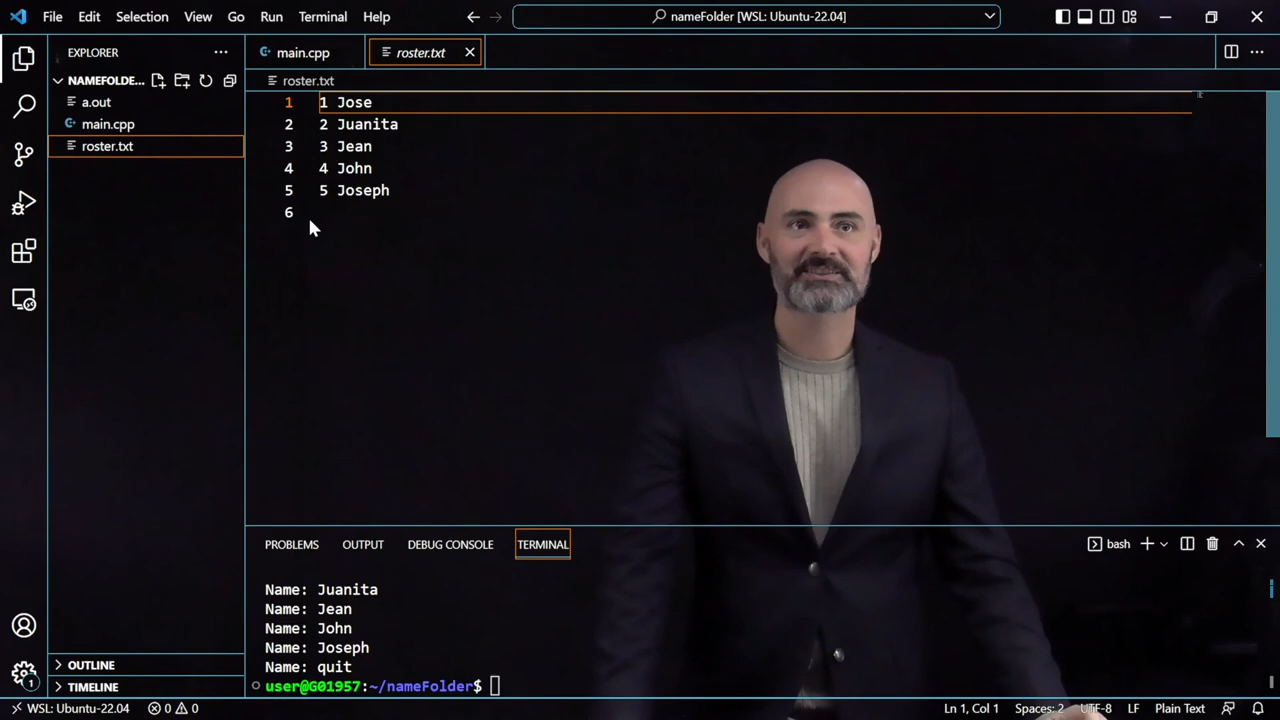 File Edit Selection View Go Run Terminal Help
nameFolder [WSL: Ubuntu-22.04]
EXPLORER
NAMEFOLDE...
a.out
main.cpp
roster.txt
OUTLINE
TIMELINE
main.cpp
roster.txt
roster.txt
1 1 Jose
2 2 Juanita
3 3 Jean
4 4 John
5 5 Joseph
6
PROBLEMS OUTPUT DEBUG CONSOLE TERMINAL
bash
Name: Juanita
Name: Jean
Name: John
Name: Joseph
Name: quit
user@G01957:~/nameFolder$
1
WSL: Ubuntu-22.04 0 0 Ln 1, Col 1 Spaces: 2 UTF-8 LF Plain Text